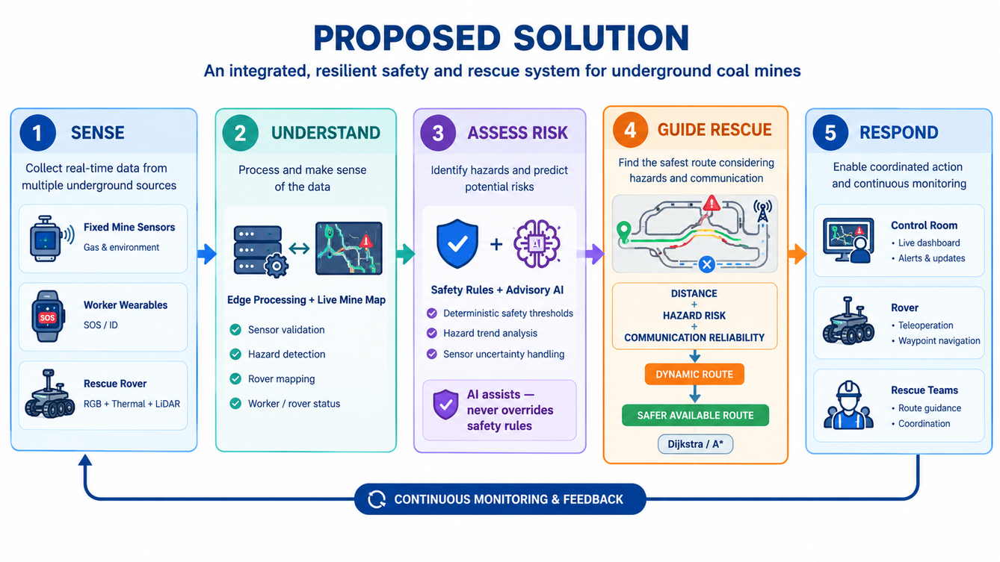 PROPOSED SOLUTION
An integrated, resilient safety and rescue system for underground coal mines
1
SENSE
Collect real-time data from
multiple underground sources
Fixed Mine Sensors
Gas & environment
SOS
Worker Wearables
SOS / ID
Rescue Rover
RGB + Thermal + LiDAR
2
UNDERSTAND
Process and make sense
of the data
Edge Processing + Live Mine Map
Sensor validation
Hazard detection
Rover mapping
Worker / rover status
3
ASSESS RISK
Identify hazards and predict
potential risks
+
AI
Safety Rules + Advisory AI
Deterministic safety thresholds
Hazard trend analysis
Sensor uncertainty handling
AI assists —
never overrides
safety rules
4
GUIDE RESCUE
Find the safest route considering
hazards and communication
DISTANCE
+
HAZARD RISK
+
COMMUNICATION RELIABILITY
DYNAMIC ROUTE
SAFER AVAILABLE ROUTE
Dijkstra / A*
5
RESPOND
Enable coordinated action
and continuous monitoring
Control Room
• Live dashboard
• Alerts & updates
Rover
• Teleoperation
• Waypoint navigation
Rescue Teams
• Route guidance
• Coordination
CONTINUOUS MONITORING & FEEDBACK